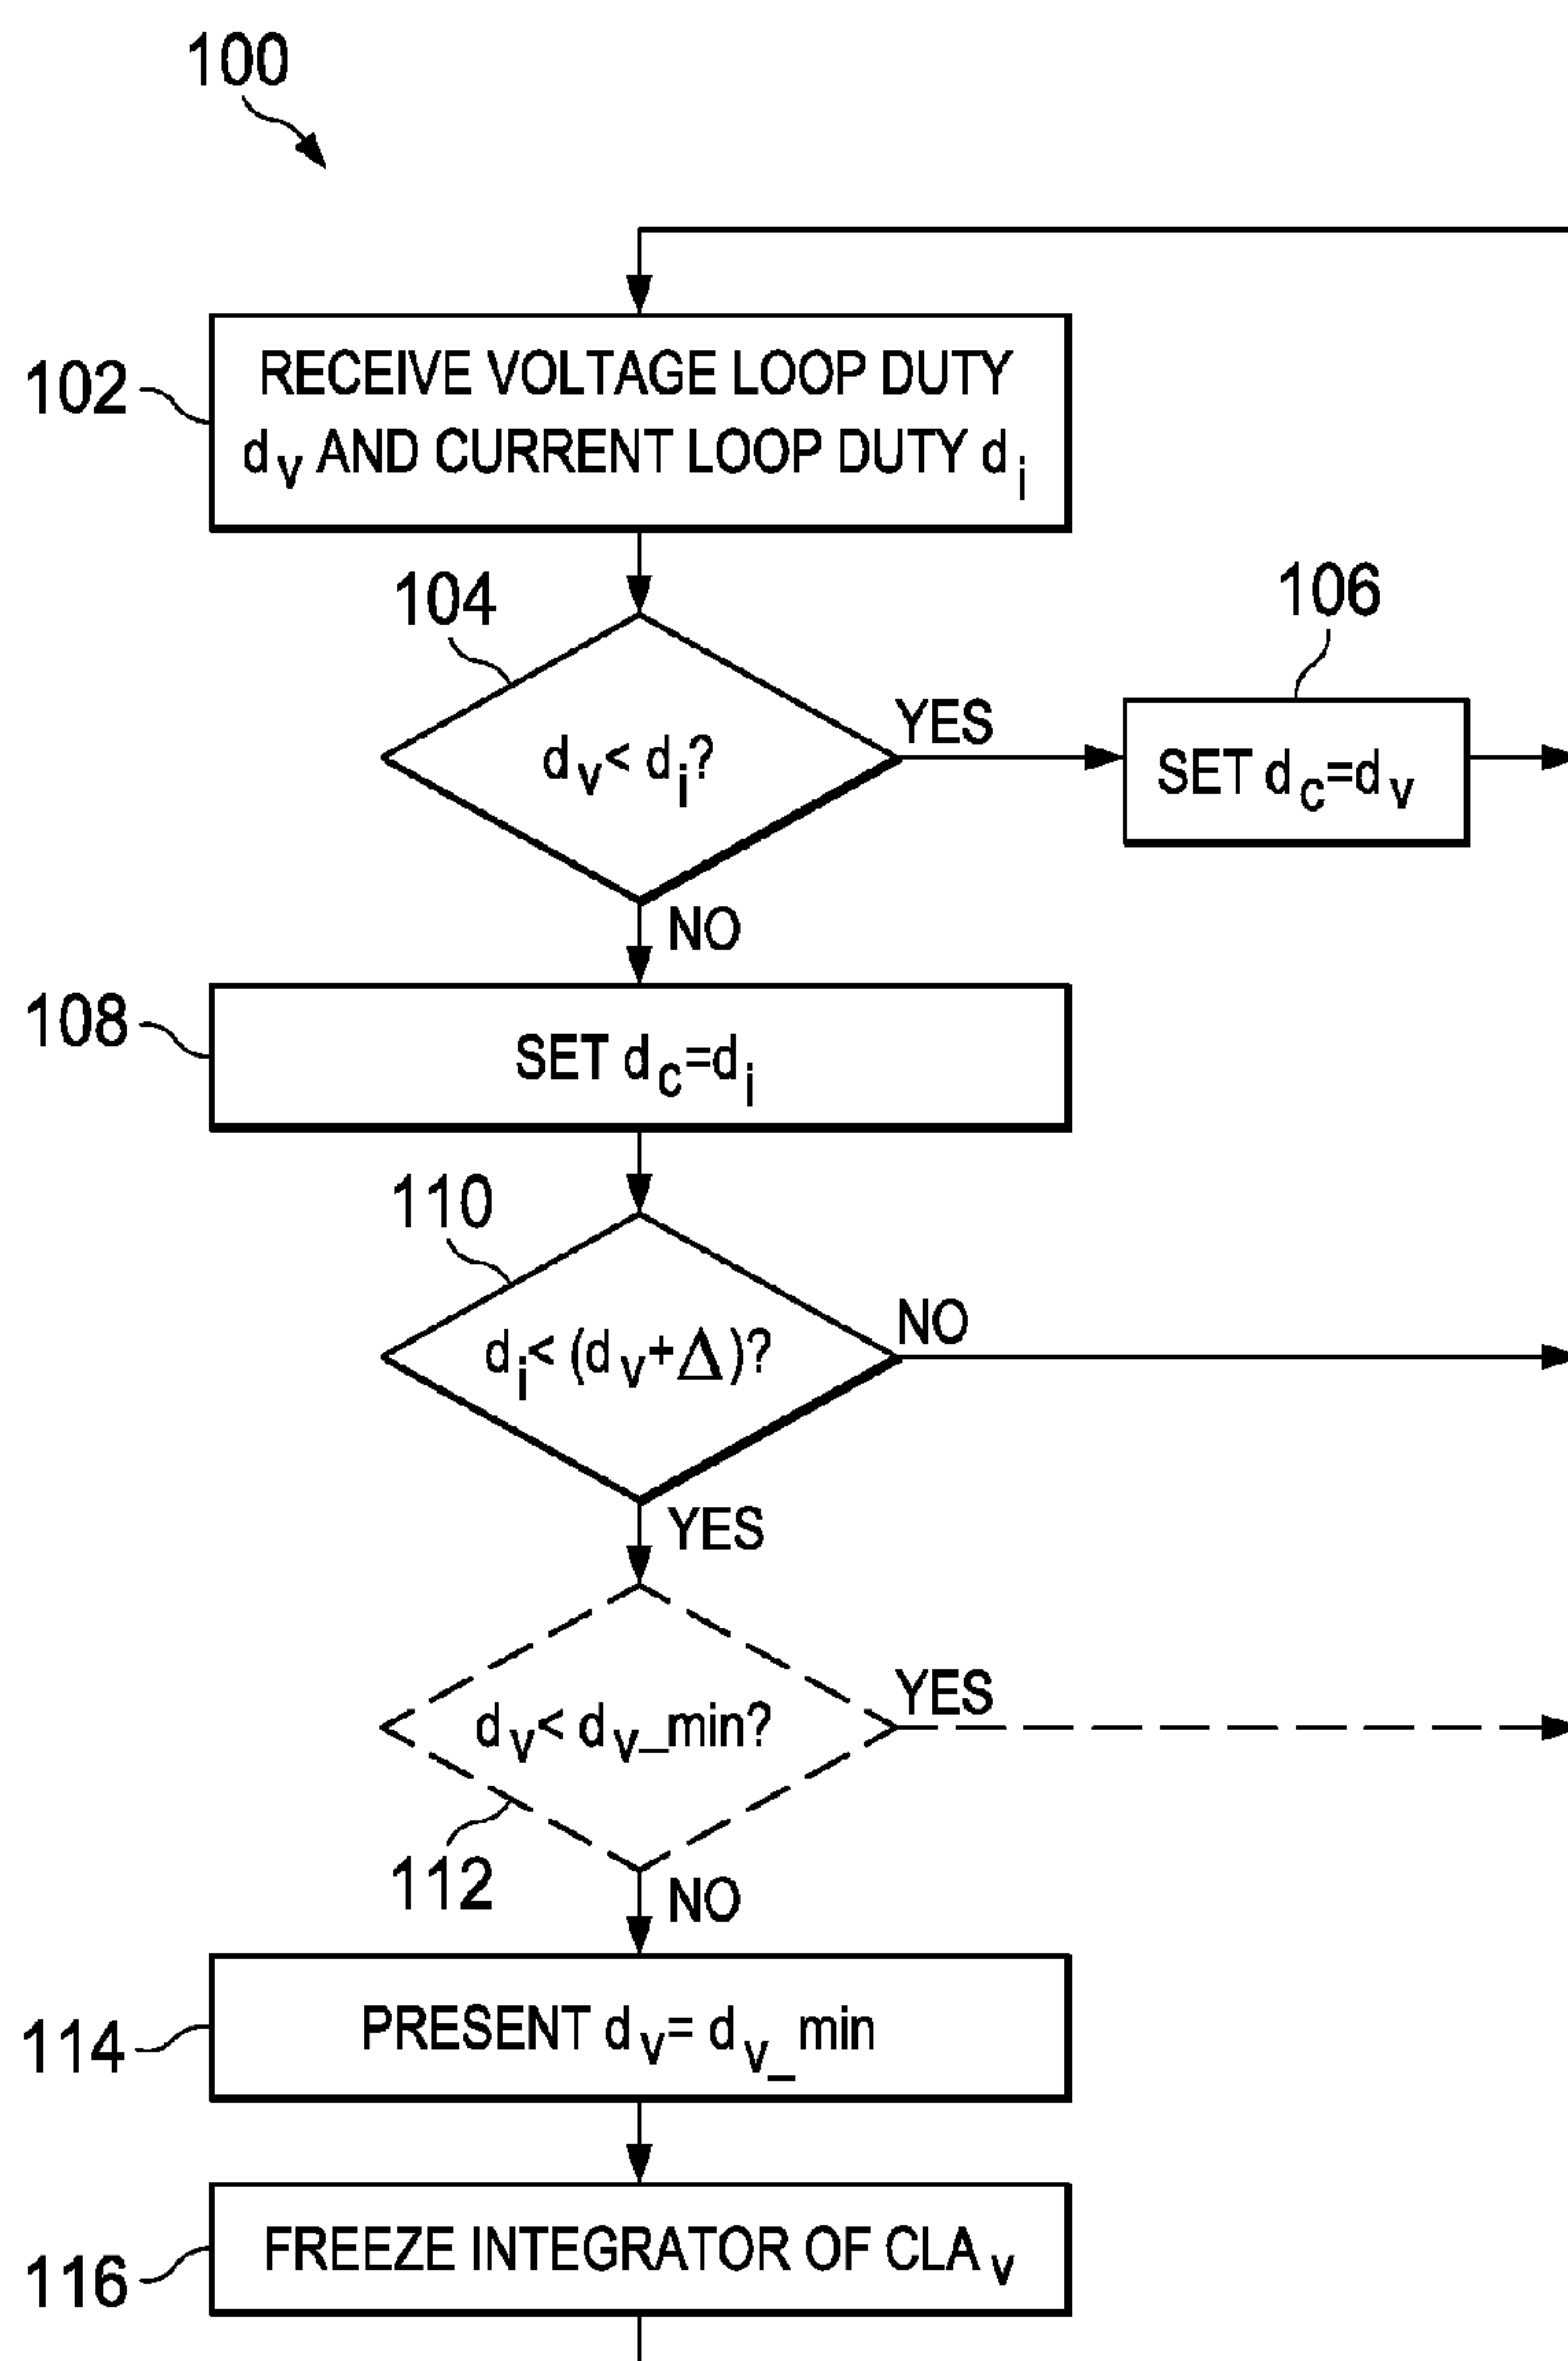 100
102
RECEIVE VOLTAGE LOOP DUTY
dv AND CURRENT LOOP DUTY di
104
dv< di?
YES
106
SET dc=dv
NO
108
SET dc=di
110
di< (dv+Δ)?
NO
YES
dv< dv_min?
YES
112
NO
114
PRESENT dv= dv_min
116
FREEZE INTEGRATOR OF CLAv